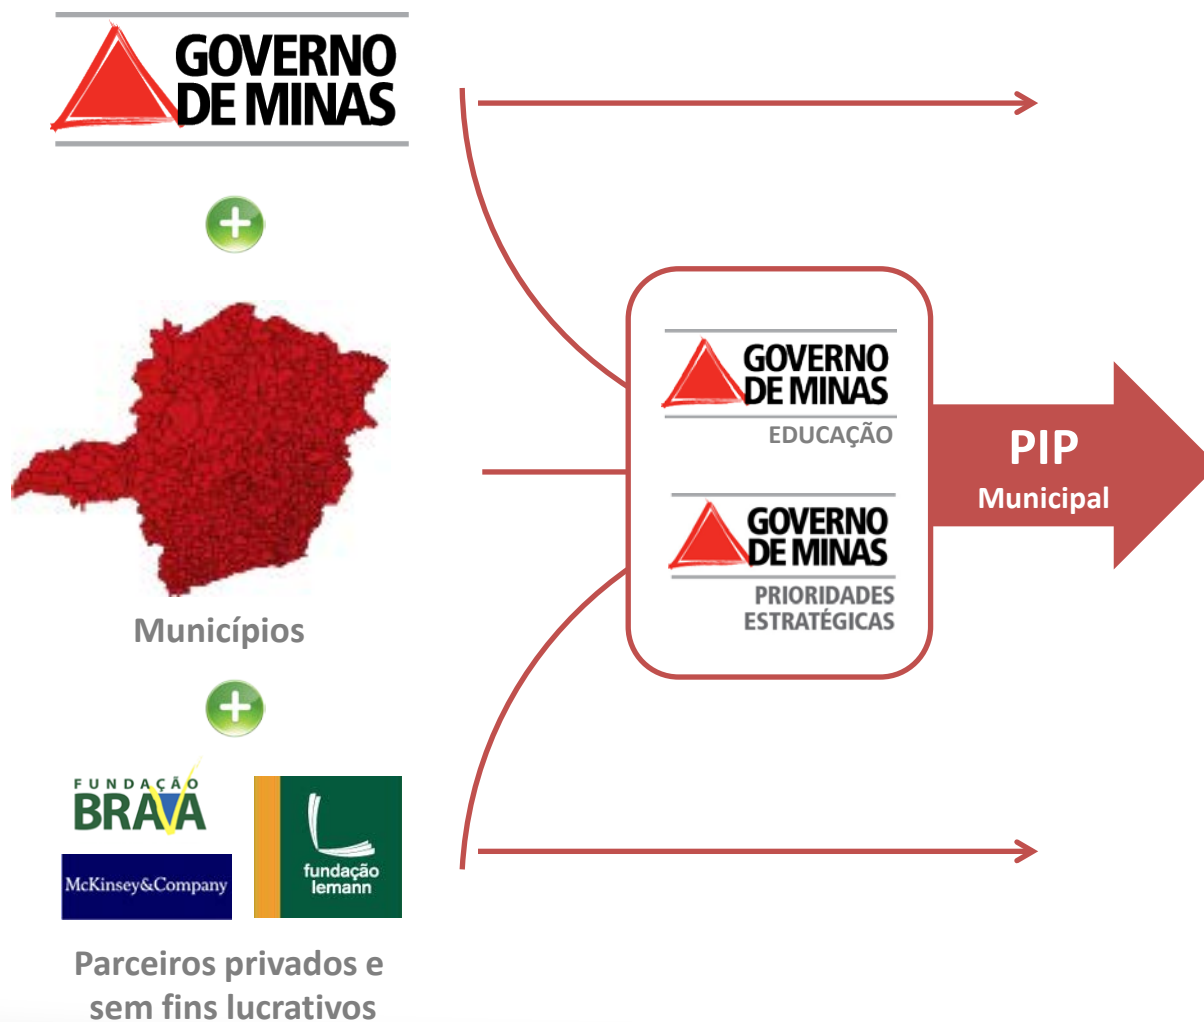 GOVERNO
DE MINAS
Municípios
FUNDAÇÃO
BRAVA
McKinsey&Company
fundação
lemann
Parceiros privados e
sem fins lucrativos
GOVERNO
DE MINAS
EDUCAÇÃO
GOVERNO
DE MINAS
PRIORIDADES
ESTRATÉGICAS
PIP
Municipal